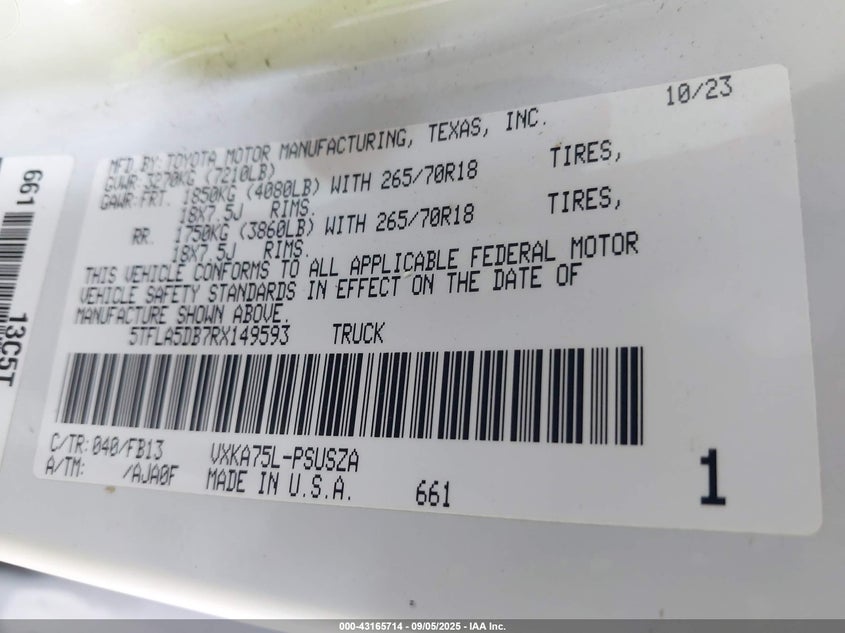 10/23
MFD BY: TOYOTA MOTOR MANUFACTURING, TEXAS, INC.
GVWR: 3270KG (7210LB)
GAWR: FRT. 1850KG (4080LB) WITH 265/70R18 TIRES,
18X7.5J RIMS.
RR. 1750KG (3860LB) WITH 265/70R18 TIRES,
18X7.5J RIMS.
THIS VEHICLE CONFORMS TO ALL APPLICABLE FEDERAL MOTOR
VEHICLE SAFETY STANDARDS IN EFFECT ON THE DATE OF
MANUFACTURE SHOWN ABOVE.
5TFLA5DB7RX149593 TRUCK
C/TR: 040/FB13 VXKA75L-PSUSZA
A/TM: /AJA0F MADE IN U.S.A. 661
1
661
13C5T
000-43165714 - 09/05/2025 - IAA Inc.